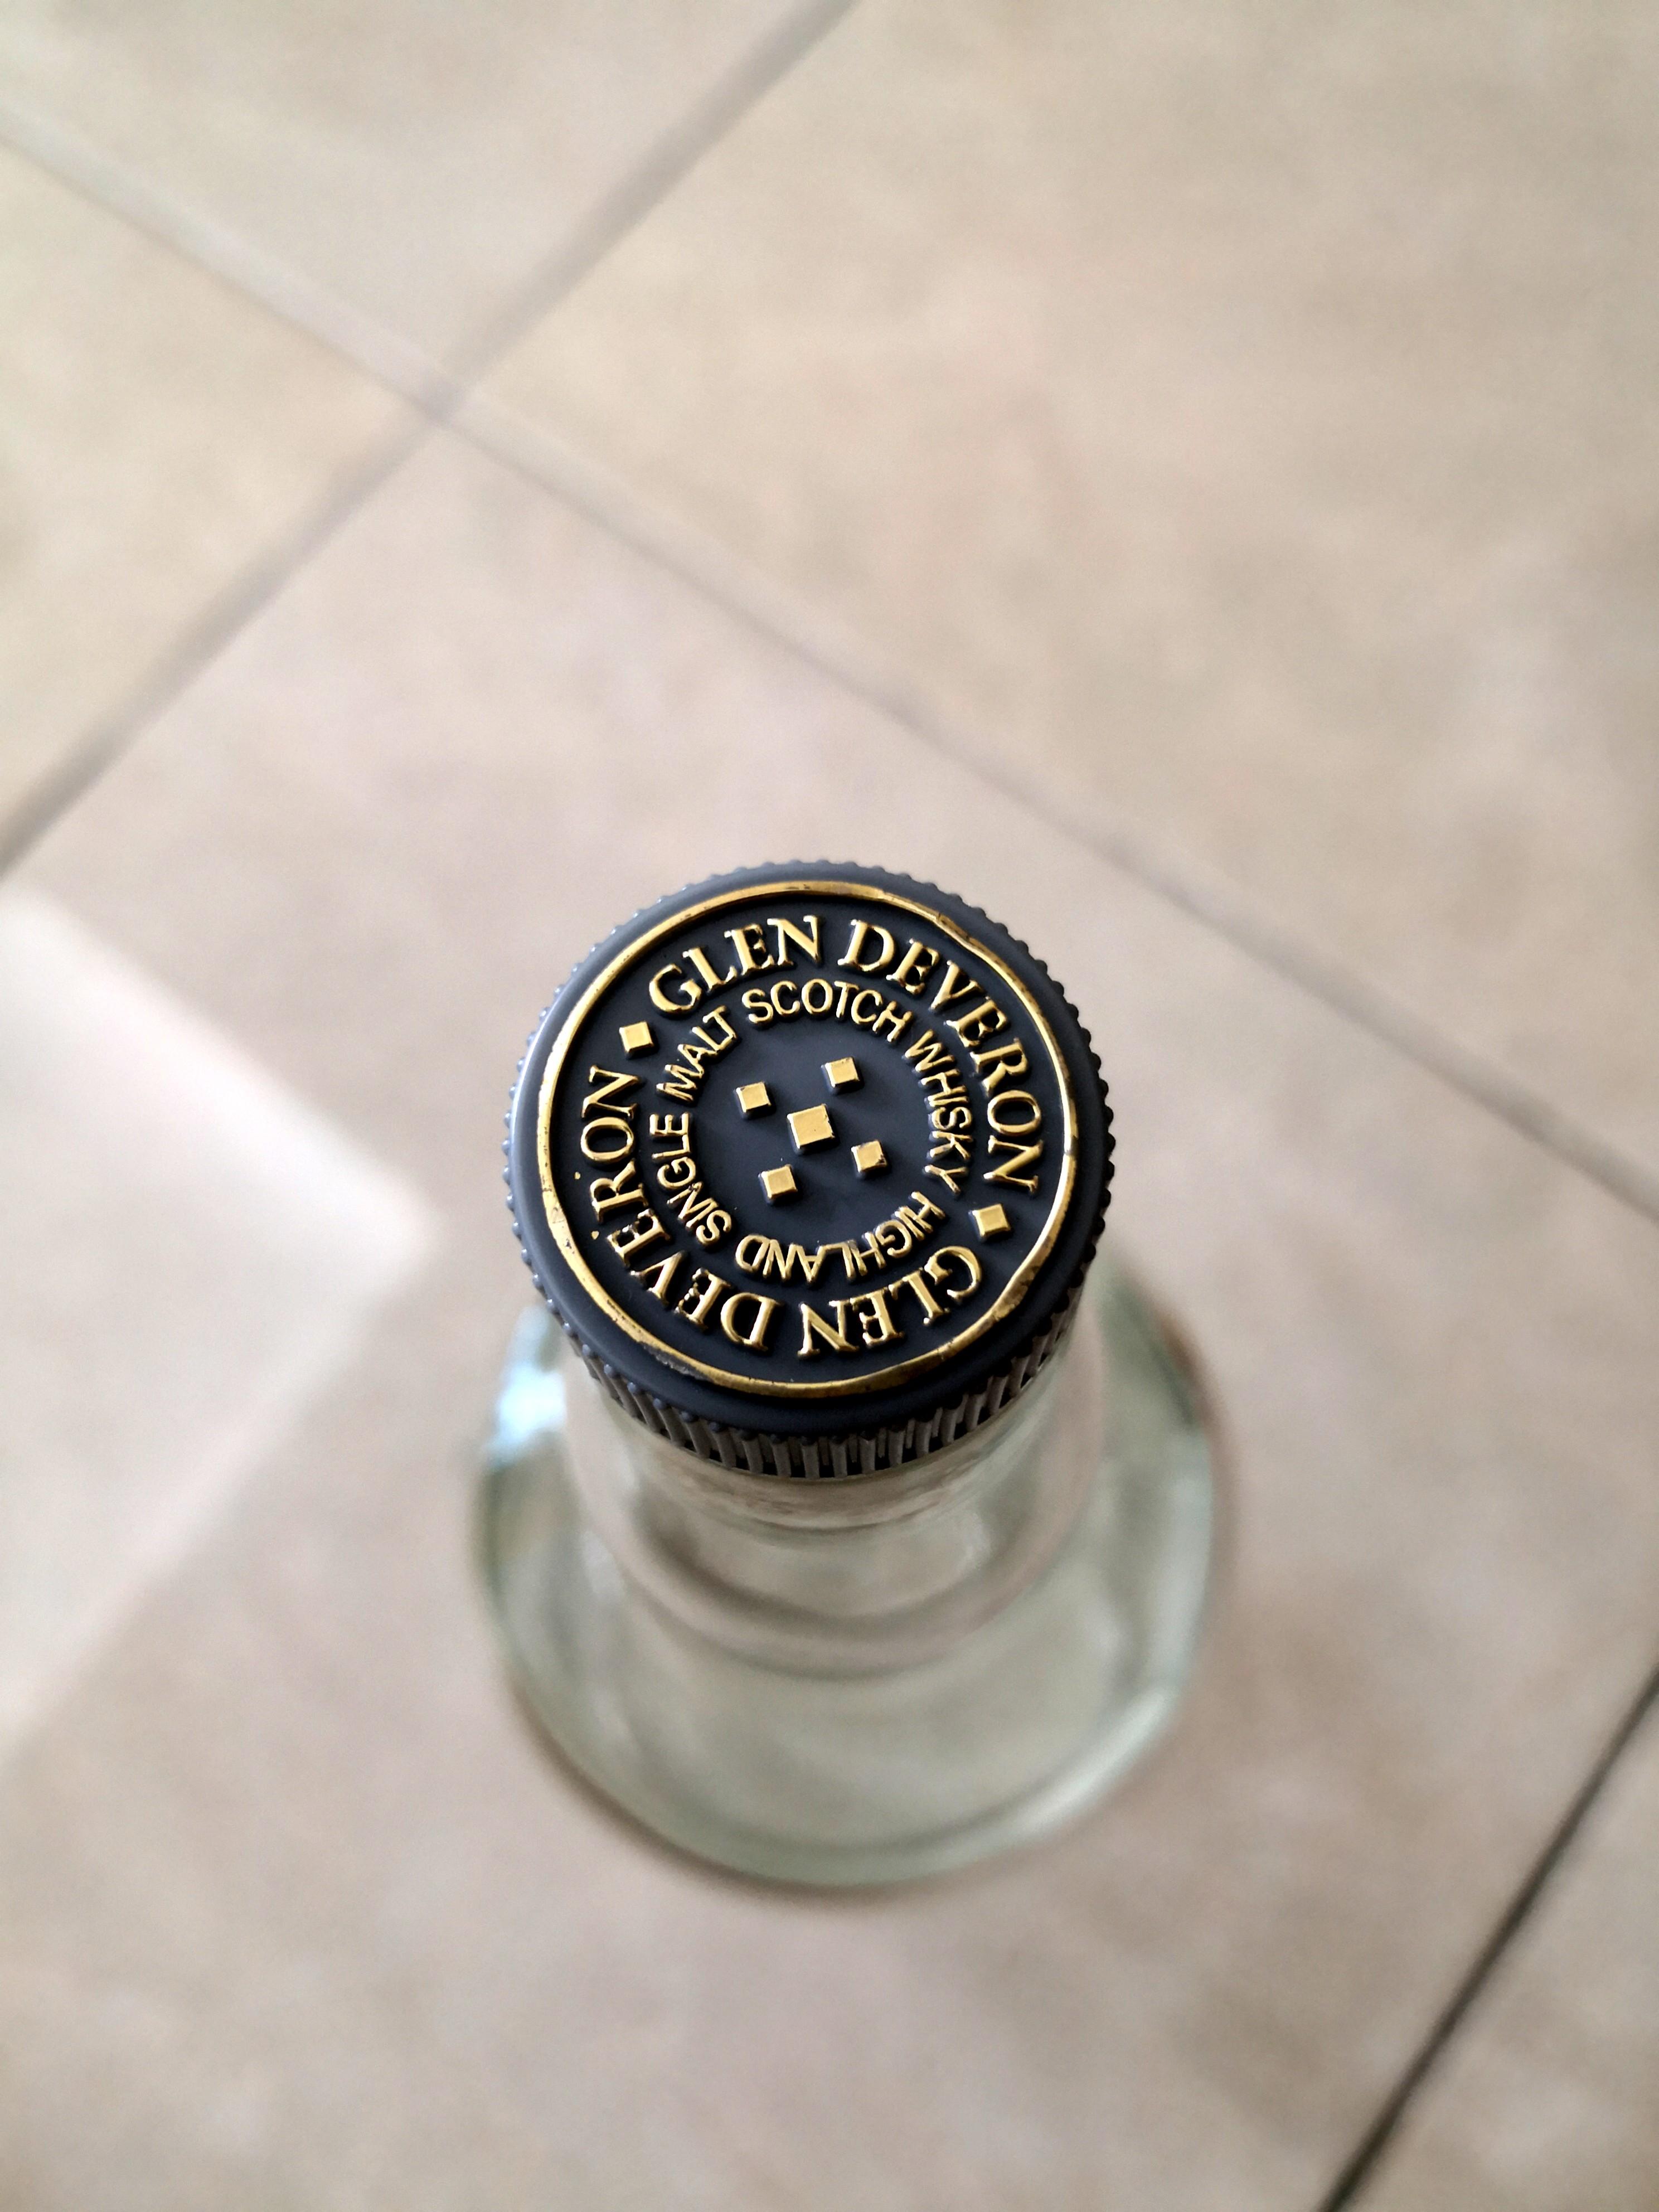 GLEN DEVERON
GLEN DEVERON
HIGHLAND SINGLE MALT SCOTCH WHISKY